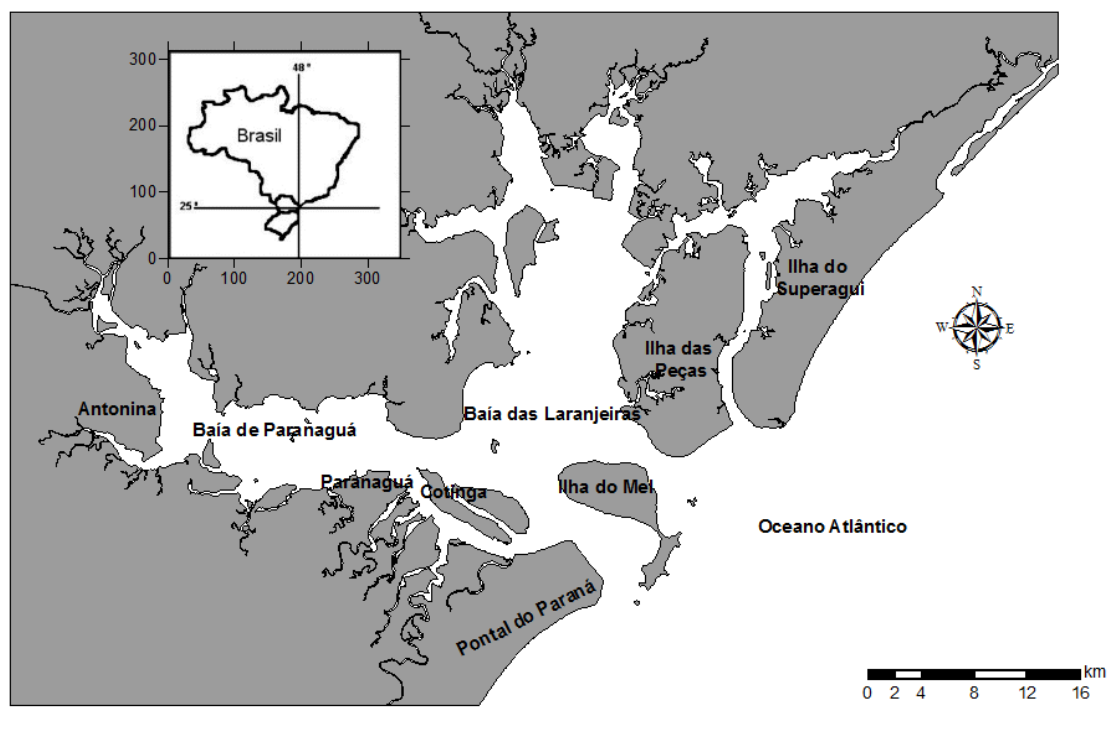 300
200
100
0
0
100
200
300
48°
Brasil
25°
Ilha do
Superagui
N
W
E
S
Ilha das
Peças
Antonina
Baía das Laranjeiras
Baía de Paranaguá
Paranaguá
Cotinga
Ilha do Mel
Oceano Atlântico
Pontal do Paraná
km
0 2 4 8 12 16